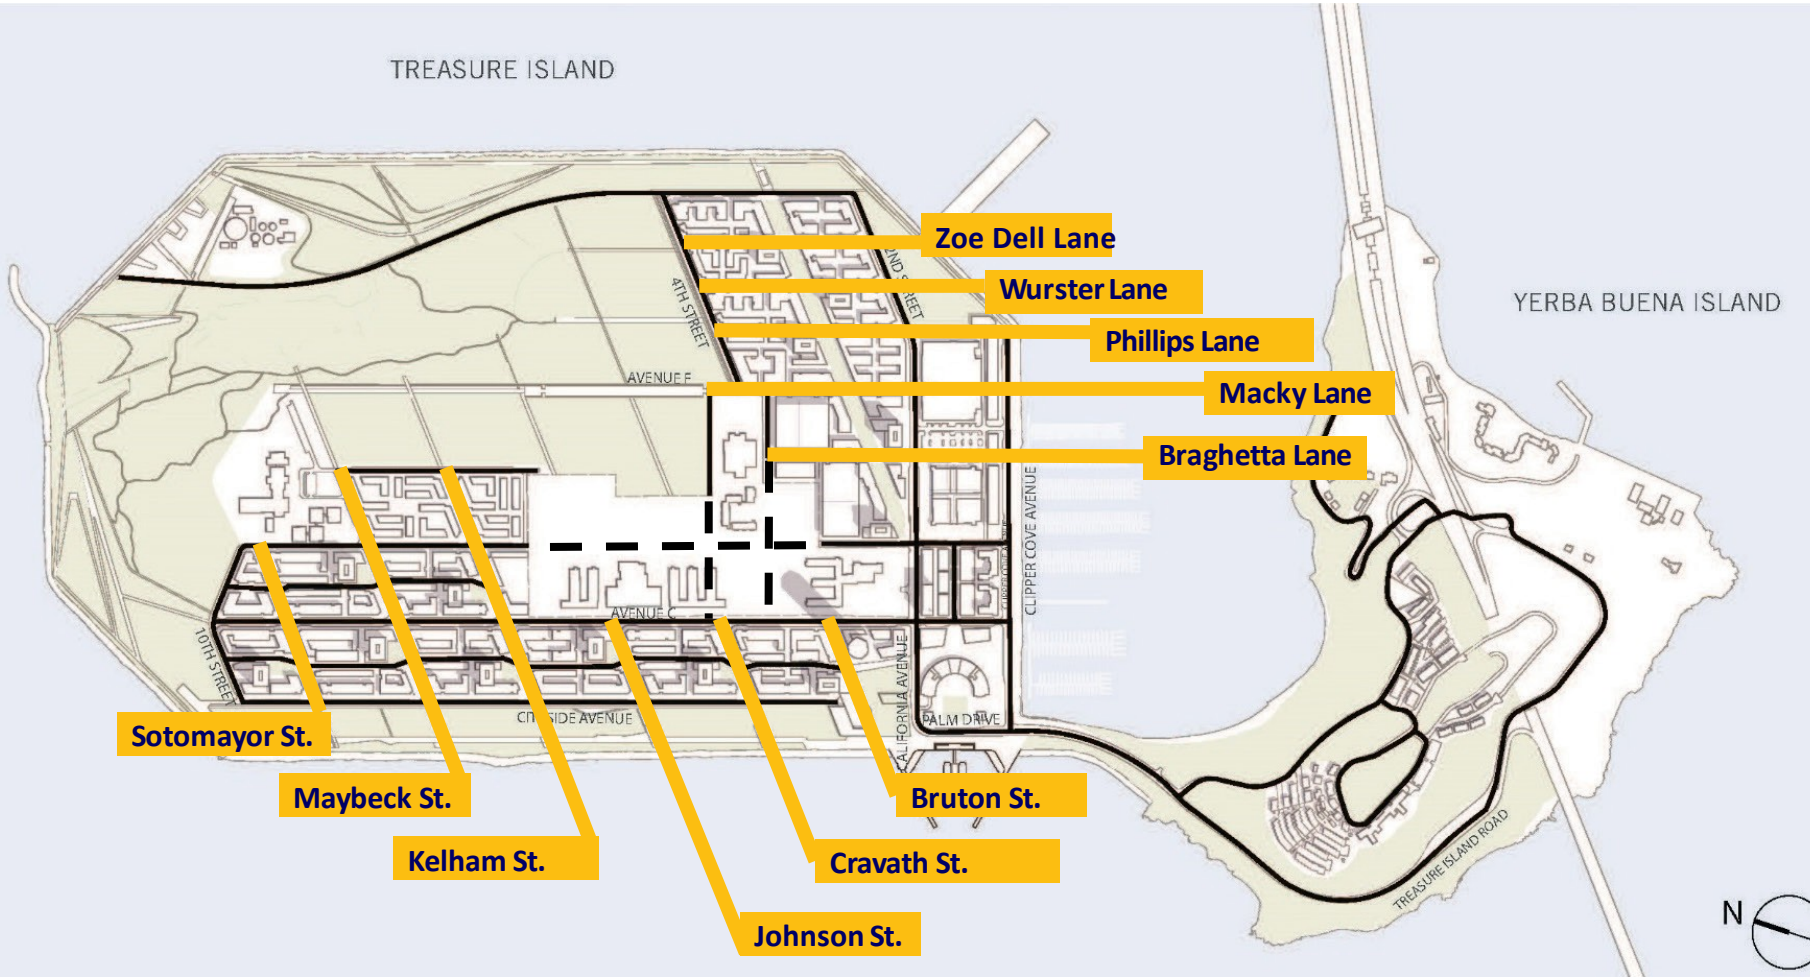 TREASURE ISLAND
Zoe Dell Lane
2ND STREET
Wurster Lane
4TH STREET
YERBA BUENA ISLAND
Phillips Lane
AVENUE F
Macky Lane
Braghetta Lane
CLIPPER COVE AVENUE
AVENUE C
10TH STREET
CALIFORNIA AVENUE
PALM DRIVE
Sotomayor St.
Maybeck St.
Bruton St.
Kelham St.
Cravath St.
TREASURE ISLAND ROAD
Johnson St.
N